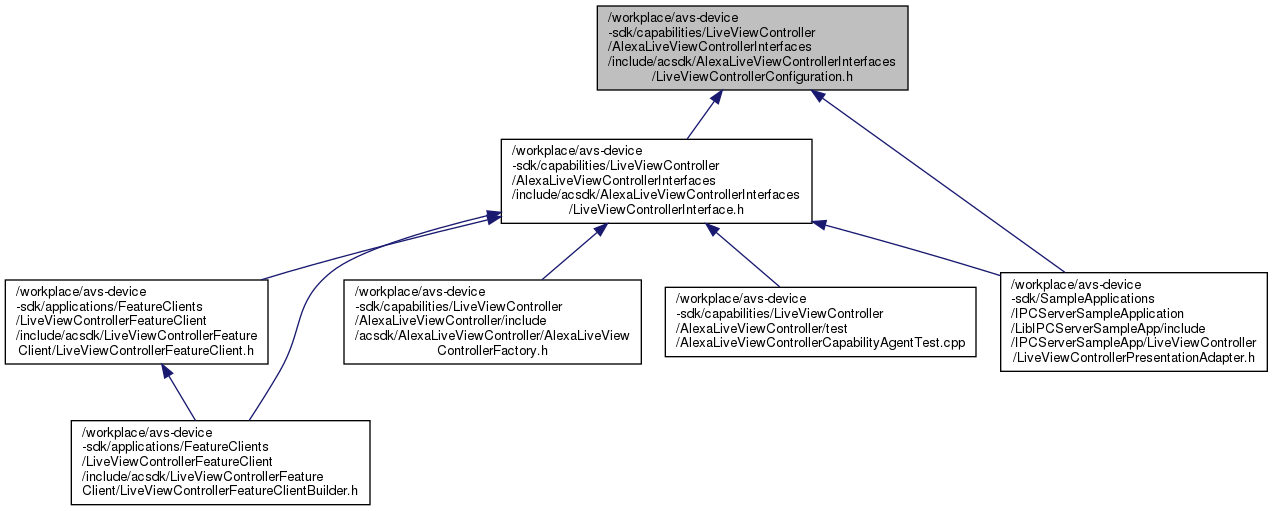 /workplace/avs-device
-sdk/capabilities/LiveViewController
/AlexaLiveViewControllerInterfaces
/include/acsdk/AlexaLiveViewControllerInterfaces
/LiveViewControllerConfiguration.h
/workplace/avs-device
-sdk/capabilities/LiveViewController
/AlexaLiveViewControllerInterfaces
/include/acsdk/AlexaLiveViewControllerInterfaces
/LiveViewControllerInterface.h
/workplace/avs-device
-sdk/applications/FeatureClients
/LiveViewControllerFeatureClient
/include/acsdk/LiveViewControllerFeature
Client/LiveViewControllerFeatureClient.h
/workplace/avs-device
-sdk/capabilities/LiveViewController
/AlexaLiveViewController/include
/acsdk/AlexaLiveViewController/AlexaLiveView
ControllerFactory.h
/workplace/avs-device
-sdk/capabilities/LiveViewController
/AlexaLiveViewController/test
/AlexaLiveViewControllerCapabilityAgentTest.cpp
/workplace/avs-device
-sdk/SampleApplications
/IPCServerSampleApplication
/LibIPCServerSampleApp/include
/IPCServerSampleApp/LiveViewController
/LiveViewControllerPresentationAdapter.h
/workplace/avs-device
-sdk/applications/FeatureClients
/LiveViewControllerFeatureClient
/include/acsdk/LiveViewControllerFeature
Client/LiveViewControllerFeatureClientBuilder.h